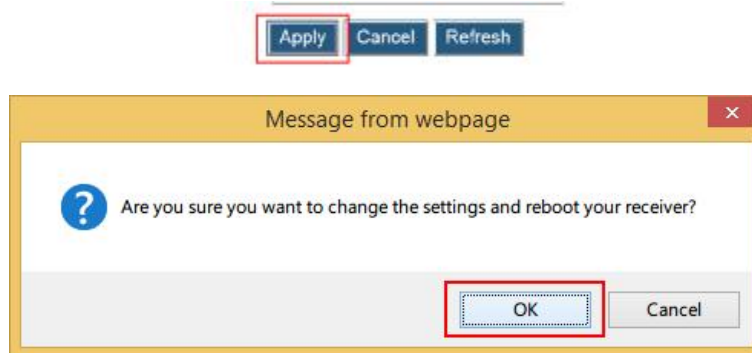 Apply Cancel Refresh
Message from webpage
Are you sure you want to change the settings and reboot your receiver?
OK Cancel